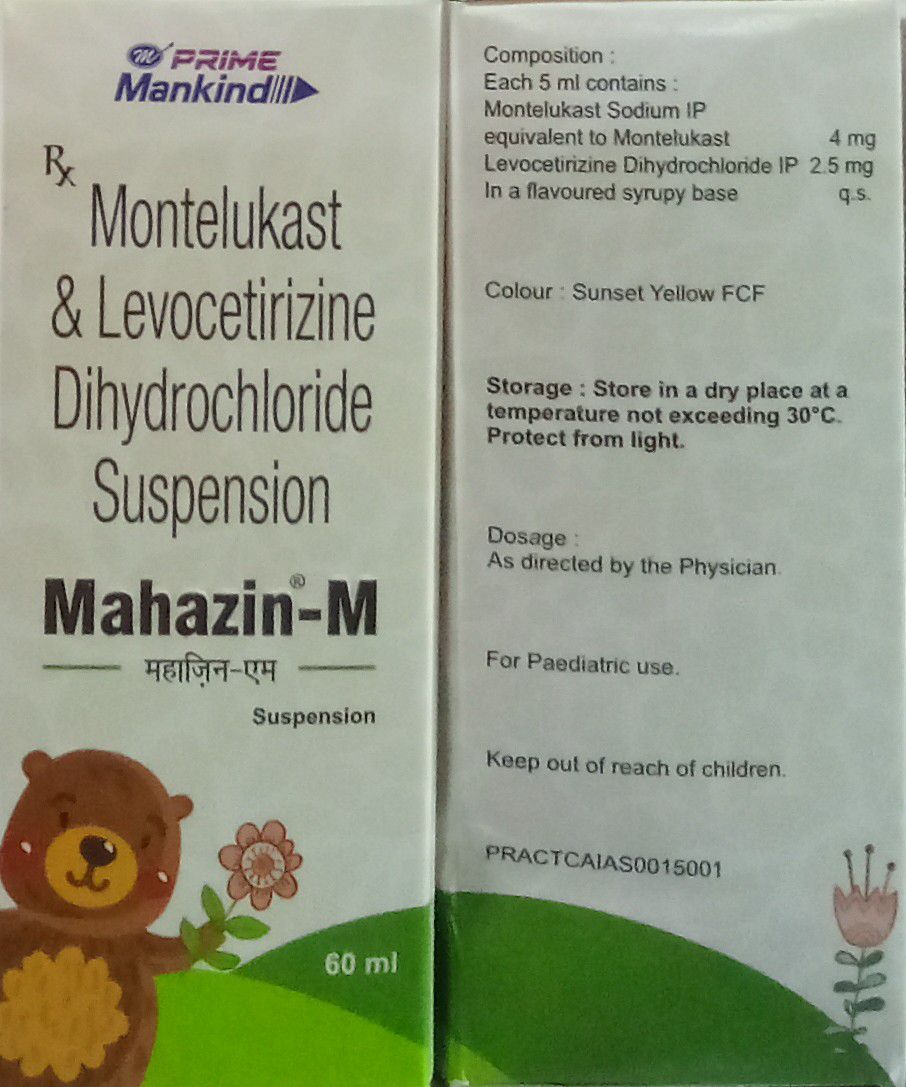 PRIME
Mankind
Rx
Montelukast
& Levocetirizine
Dihydrochloride
Suspension
Mahazin®-M
महाज़िन-एम
Suspension
60 ml
Composition :
Each 5 ml contains :
Montelukast Sodium IP
equivalent to Montelukast 4 mg
Levocetirizine Dihydrochloride IP 2.5 mg
In a flavoured syrupy base q.s.
Colour : Sunset Yellow FCF
Storage : Store in a dry place at a
temperature not exceeding 30°C.
Protect from light.
Dosage :
As directed by the Physician.
For Paediatric use.
Keep out of reach of children.
PRACTCAIAS0015001